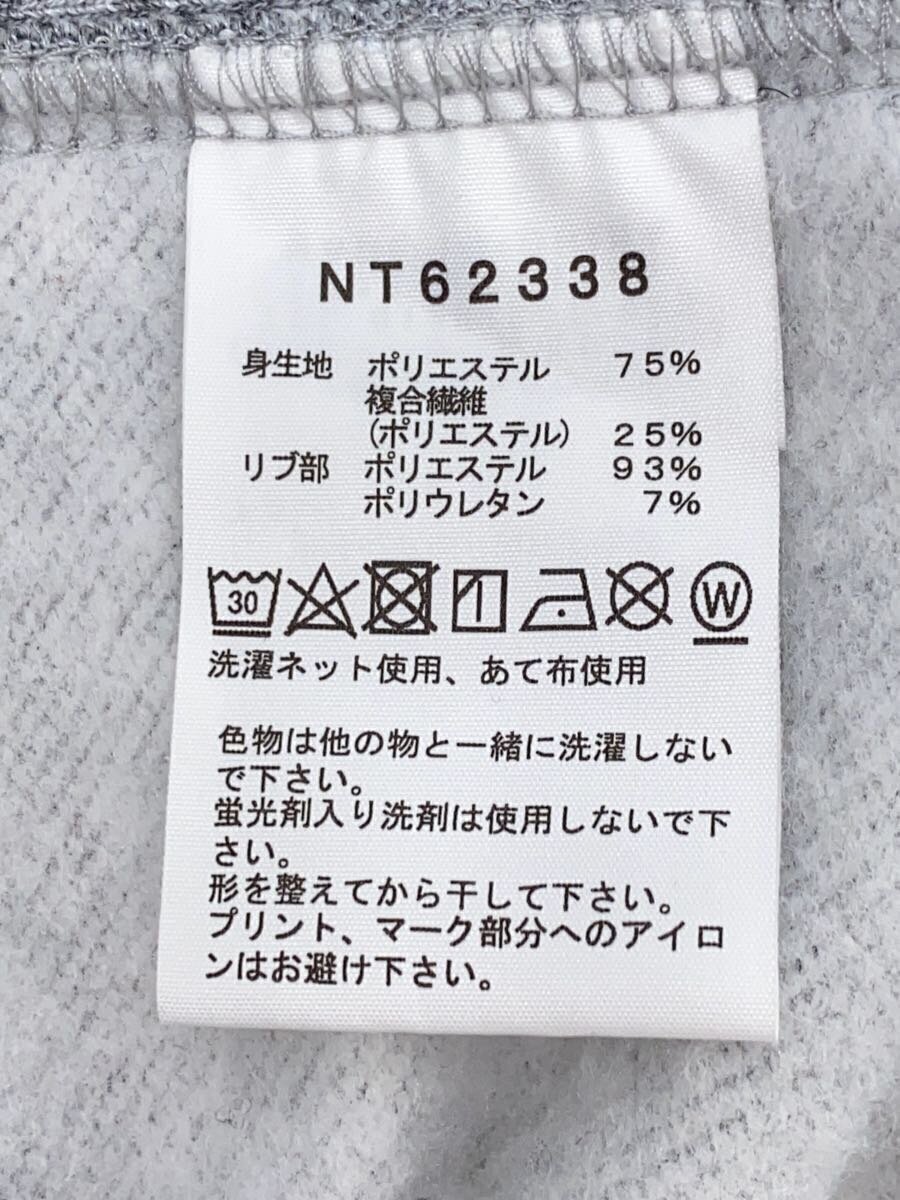 NT62338
身生地 ポリエステル 75%
複合繊維
(ポリエステル) 25%
リブ部 ポリエステル 93%
ポリウレタン 7%
30 W
洗濯ネット使用、あて布使用
色物は他の物と一緒に洗濯しない
で下さい。
蛍光剤入り洗剤は使用しないで下
さい。
形を整えてから干して下さい。
プリント、マーク部分へのアイロ
ンはお避け下さい。